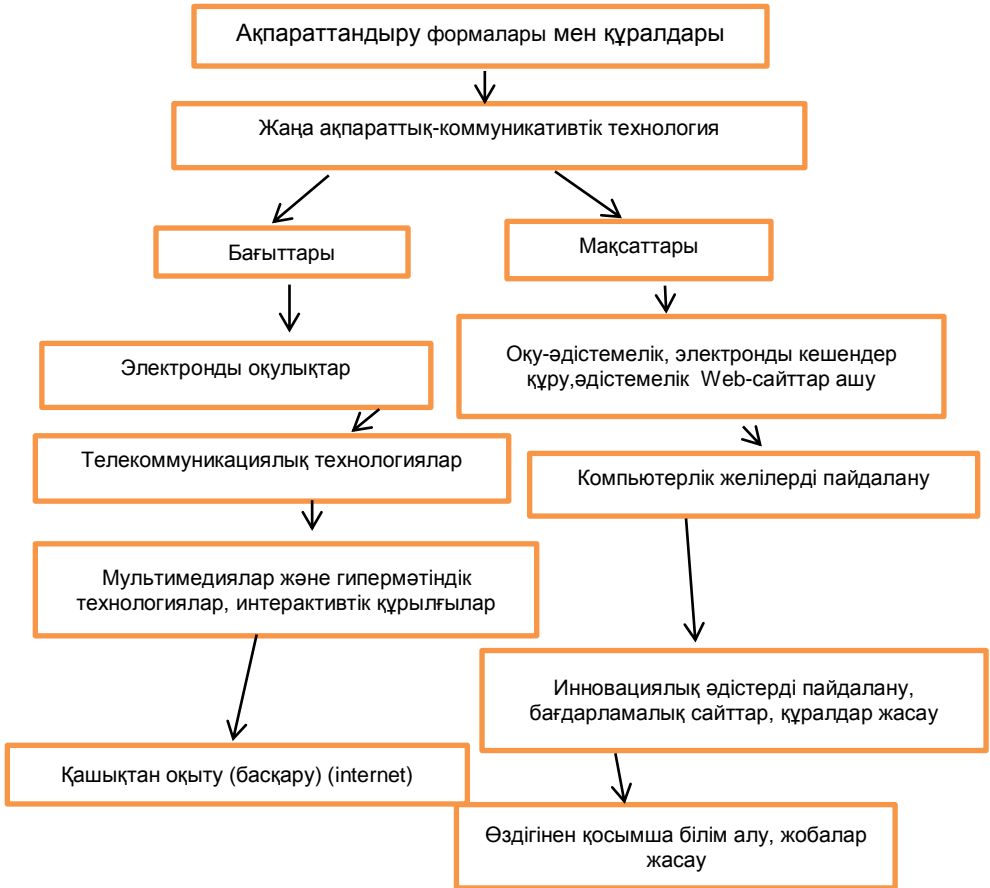 Ақпараттандыру формалары мен құралдары
Жаңа ақпараттық-коммуникативтік технология
Бағыттары
Мақсаттары
Электронды оқулықтар
Оқу-әдістемелік, электронды кешендер
құру,әдістемелік Web-сайттар ашу
Телекоммуникациялық технологиялар
Компьютерлік желілерді пайдалану
Мультимедиялар және гипермәтіндік
технологиялар, интерактивтік құрылғылар
Инновациялық әдістерді пайдалану,
бағдарламалық сайттар, құралдар жасау
Қашықтан оқыту (басқару) (internet)
Өздігінен қосымша білім алу, жобалар
жасау